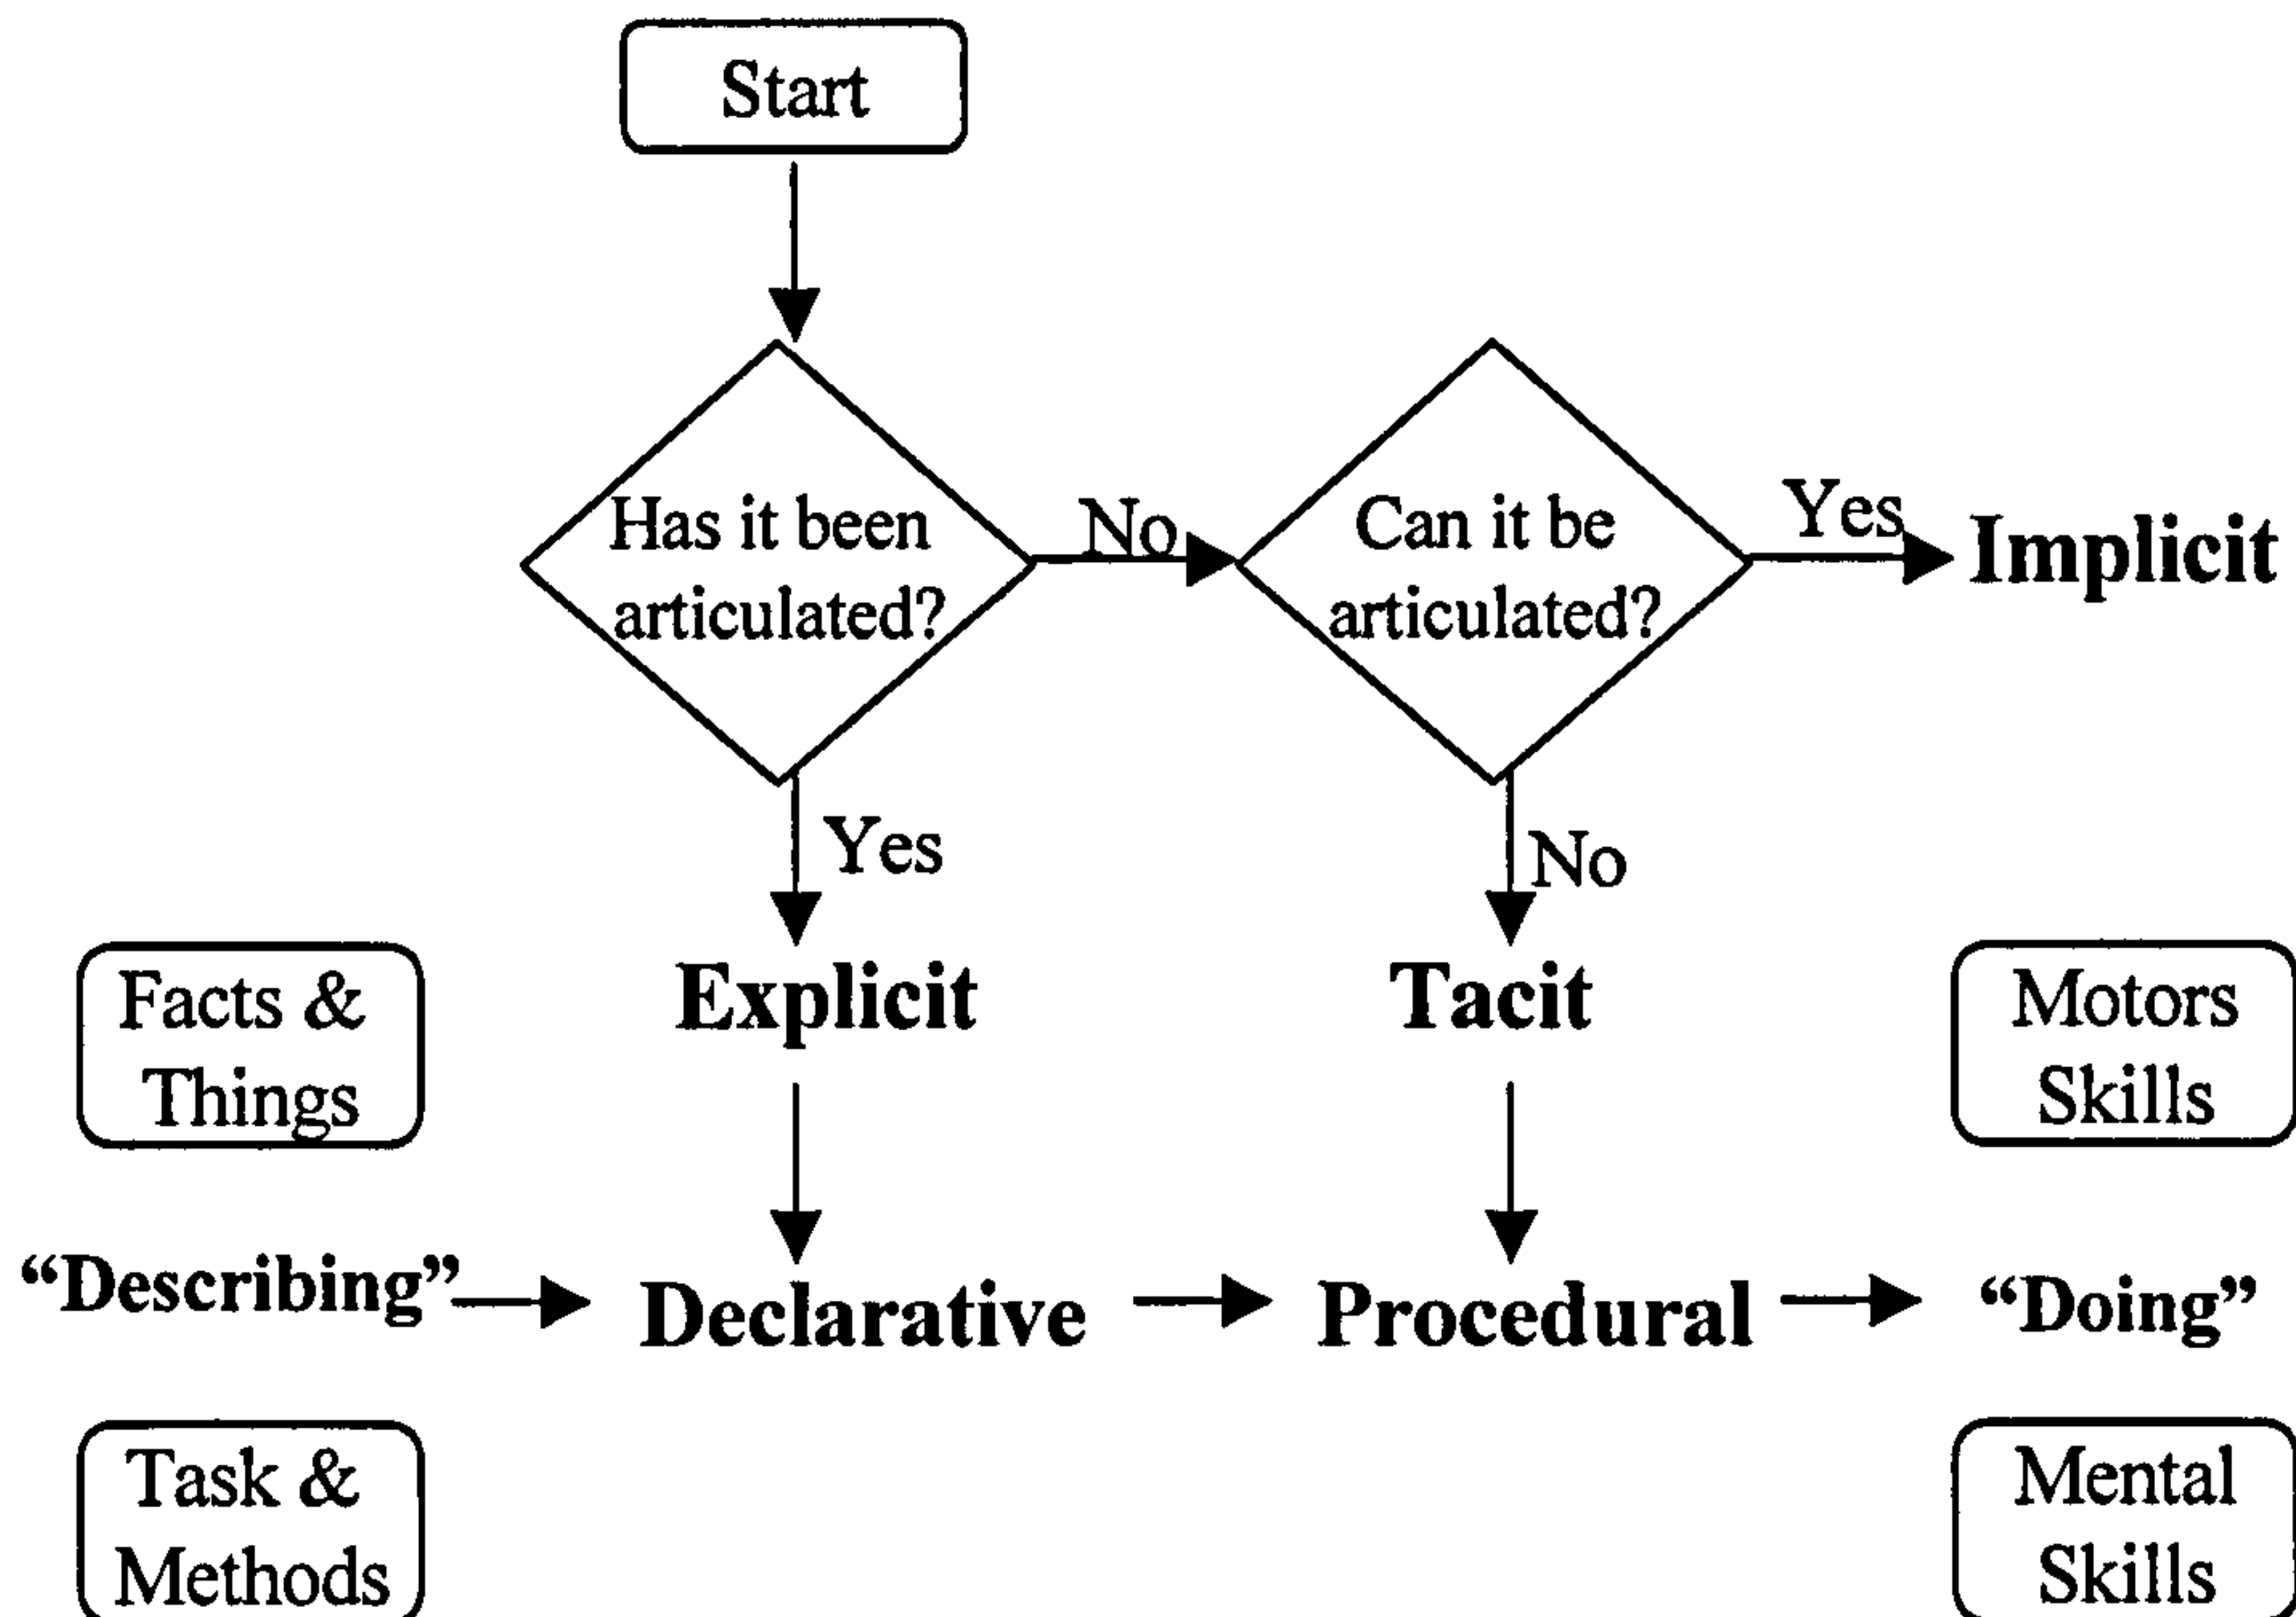 Start
Has it been
articulated?
No
Can it be
articulated?
Yes
Implicit
Yes
No
Facts &
Things
Explicit
Tacit
Motors
Skills
“Describing”
Declarative
Procedural
“Doing”
Task &
Methods
Mental
Skills